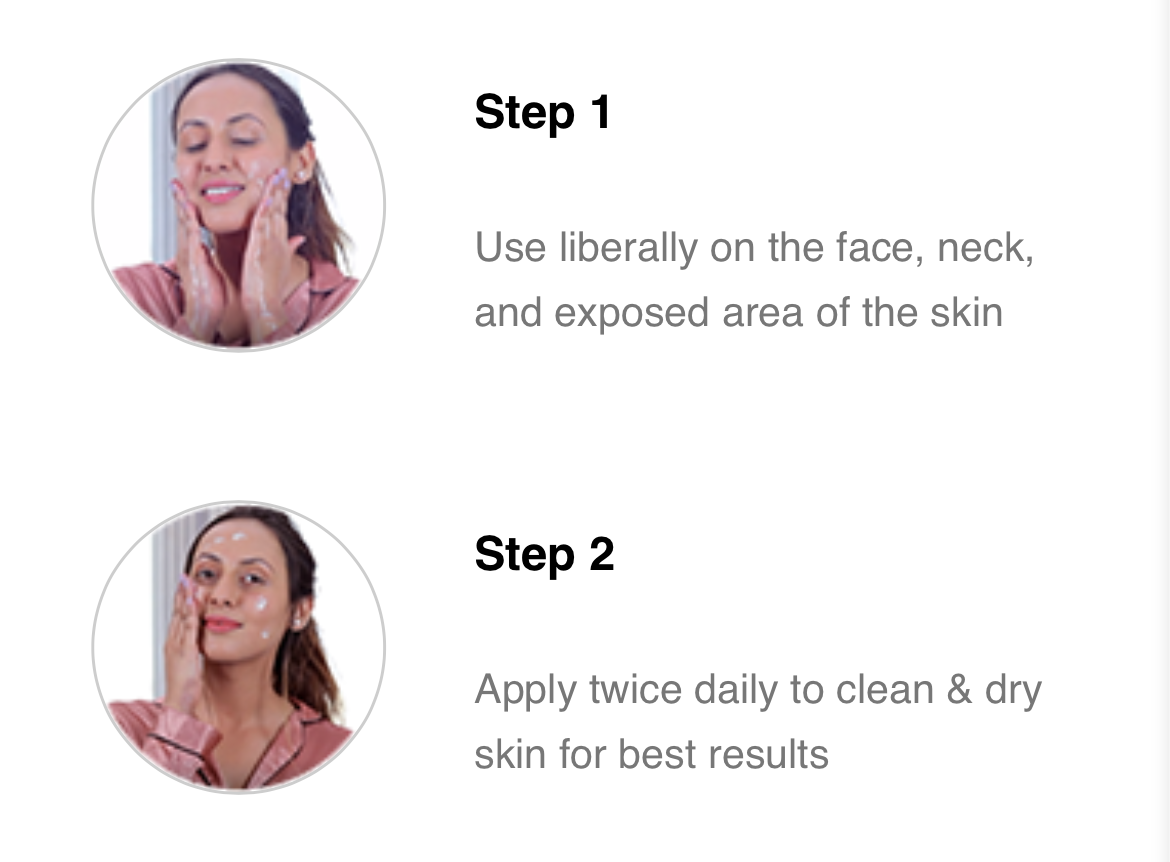 Step 1
Use liberally on the face, neck,
and exposed area of the skin
Step 2
Apply twice daily to clean & dry
skin for best results